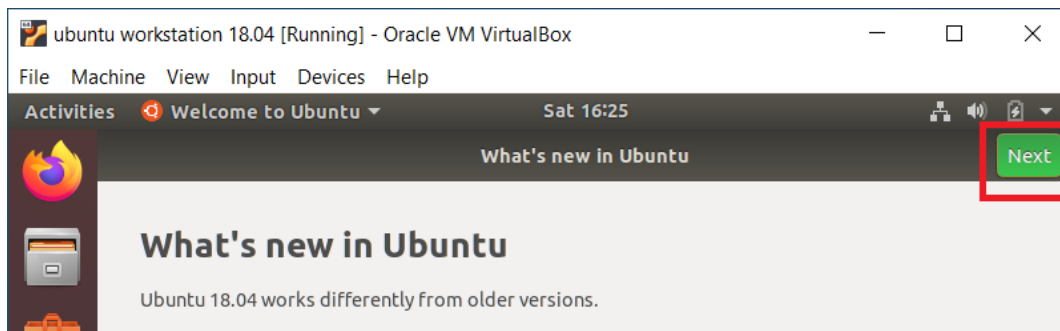 ubuntu workstation 18.04 [Running] - Oracle VM VirtualBox
File Machine View Input Devices Help
Activities Welcome to Ubuntu Sat 16:25
What's new in Ubuntu Next
What's new in Ubuntu
Ubuntu 18.04 works differently from older versions.